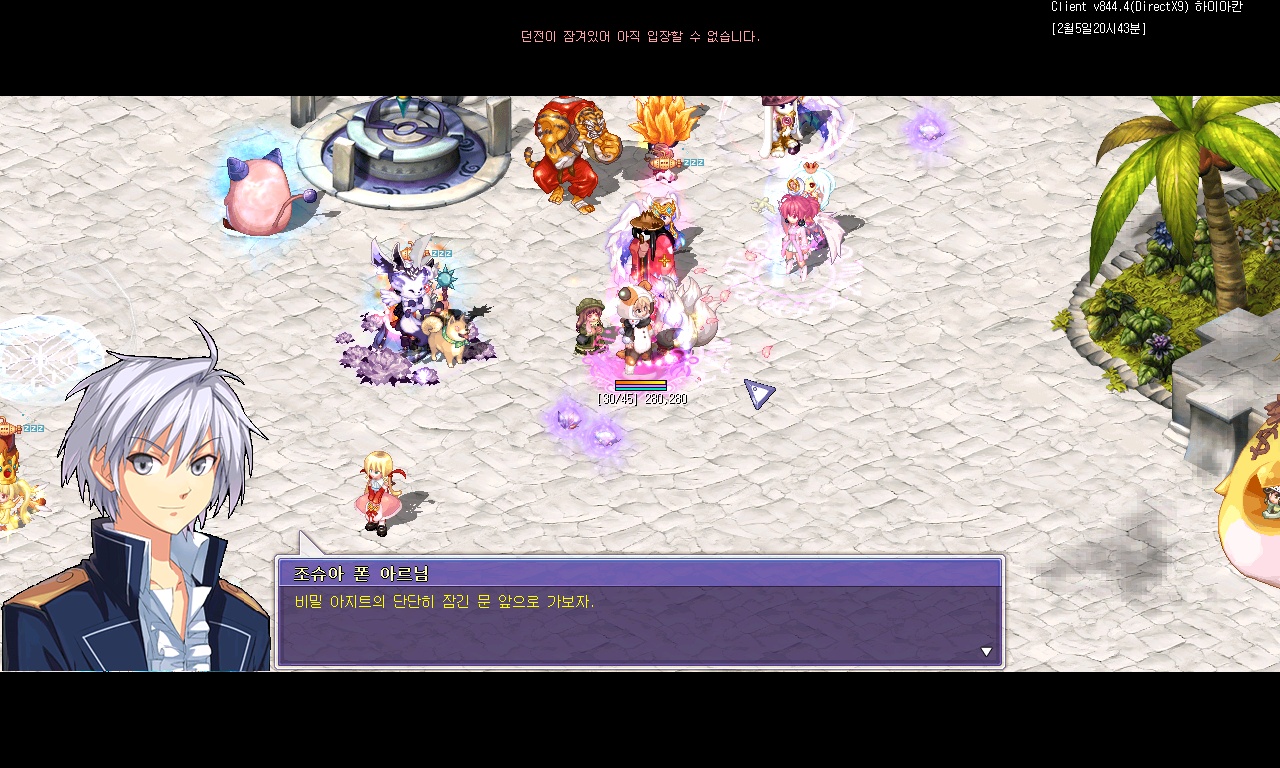 Client v844.4(DirectX9) 하이아칸
[2월5일20시43분]
던전이 잠겨있어 아직 입장할 수 없습니다.
zzz
zzz
zzz
[30/45] 280,280
조슈아 폰 아르님
비밀 아지트의 단단히 잠긴 문 앞으로 가보자.